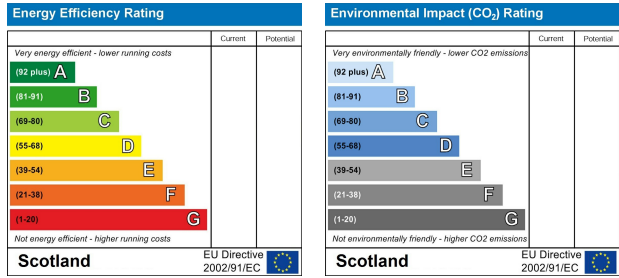 Energy Efficiency Rating
Current Potential
Very energy efficient - lower running costs
(92 plus) A
(81-91) B
(69-80) C
(55-68) D
(39-54) E
(21-38) F
(1-20) G
Not energy efficient - higher running costs
Scotland
EU Directive
2002/91/EC
Environmental Impact (CO2) Rating
Current Potential
Very environmentally friendly - lower CO2 emissions
(92 plus) A
(81-91) B
(69-80) C
(55-68) D
(39-54) E
(21-38) F
(1-20) G
Not environmentally friendly - higher CO2 emissions
Scotland
EU Directive
2002/91/EC